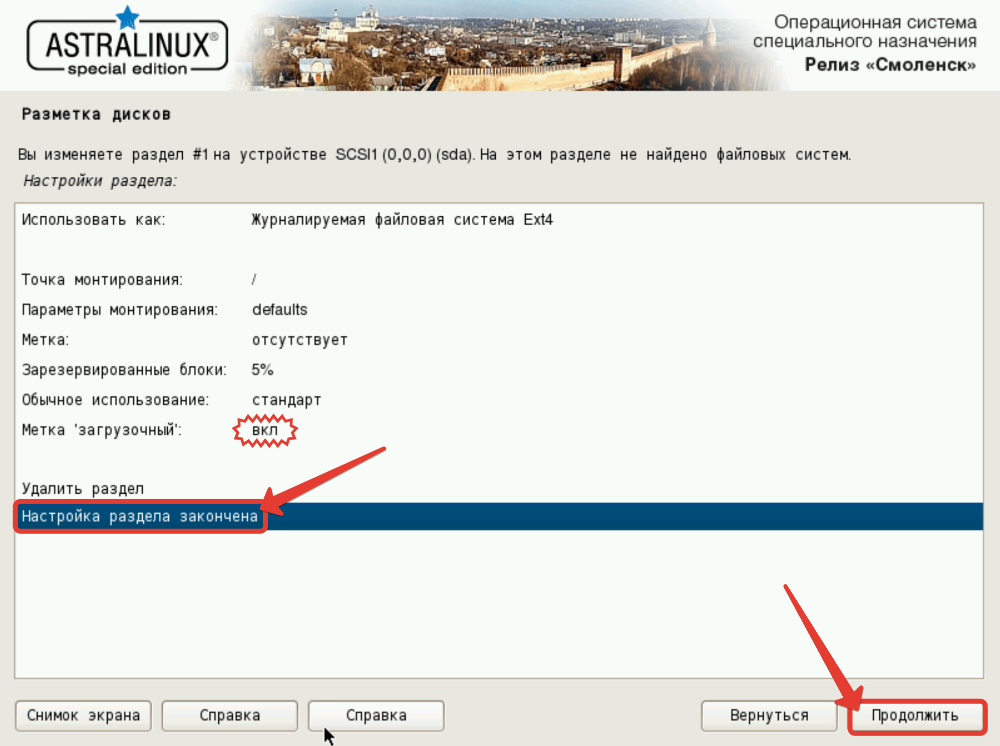 ASTRALINUX®
special edition
Операционная система
специального назначения
Релиз «Смоленск»
Разметка дисков
Вы изменяете раздел #1 на устройстве SCSI1 (0,0,0) (sda). На этом разделе не найдено файловых систем.
Настройки раздела:
Использовать как: Журналируемая файловая система Ext4
Точка монтирования: /
Параметры монтирования: defaults
Метка: отсутствует
Зарезервированные блоки: 5%
Обычное использование: стандарт
Метка 'загрузочный': вкл
Удалить раздел
Настройка раздела закончена
Снимок экрана Справка Справка Вернуться Продолжить